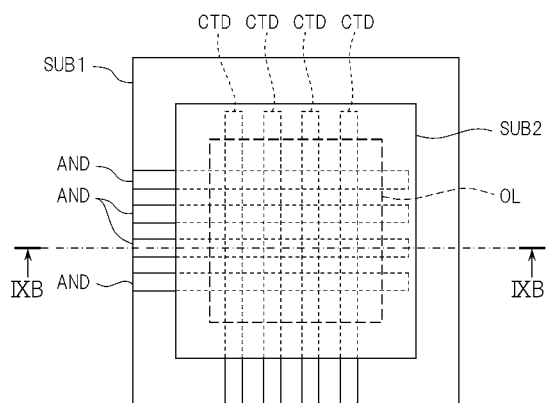 CTD CTD CTD CTD
SUB1
SUB2
AND
AND
OL
AND
IXB IXB